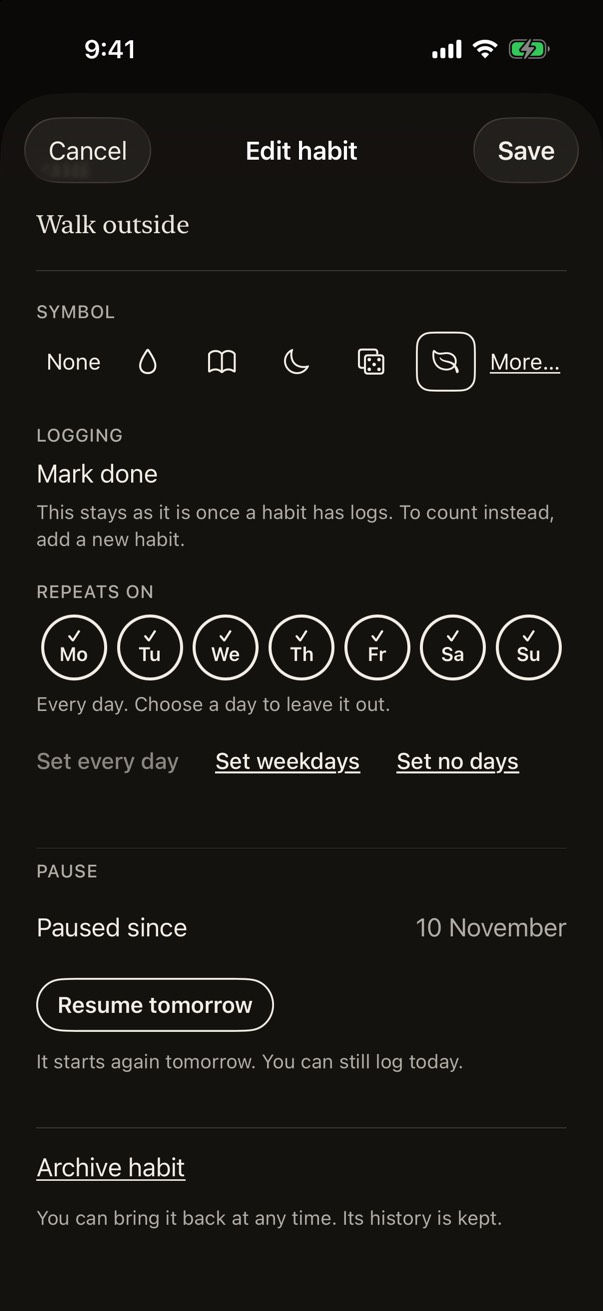 9:41
Cancel
Edit habit
Save
Walk outside
SYMBOL
None
More...
LOGGING
Mark done
This stays as it is once a habit has logs. To count instead,
add a new habit.
REPEATS ON
Mo Tu We Th Fr Sa Su
Every day. Choose a day to leave it out.
Set every day Set weekdays Set no days
PAUSE
Paused since 10 November
Resume tomorrow
It starts again tomorrow. You can still log today.
Archive habit
You can bring it back at any time. Its history is kept.